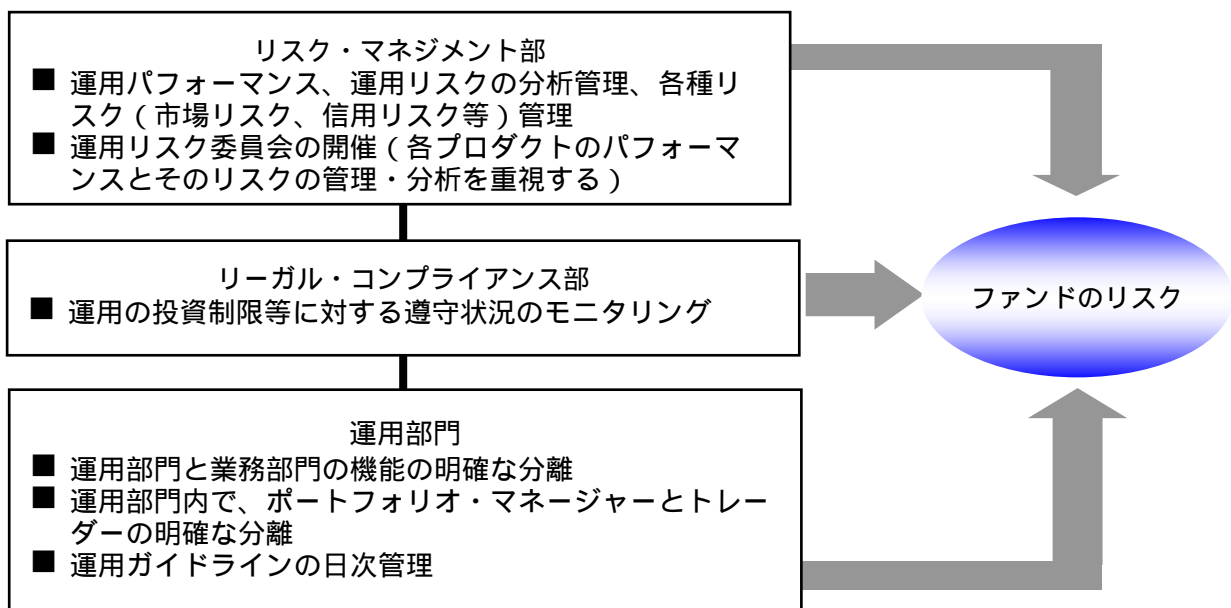 リスク・マネジメント部
■ 運用パフォーマンス、運用リスクの分析管理、各種リ
スク（市場リスク、信用リスク等）管理
■ 運用リスク委員会の開催（各プロダクトのパフォーマ
ンスとそのリスクの管理・分析を重視する）
リーガル・コンプライアンス部
■ 運用の投資制限等に対する遵守状況のモニタリング
ファンドのリスク
運用部門
■ 運用部門と業務部門の機能の明確な分離
■ 運用部門内で、ポートフォリオ・マネージャーとトレー
ダーの明確な分離
■ 運用ガイドラインの日次管理